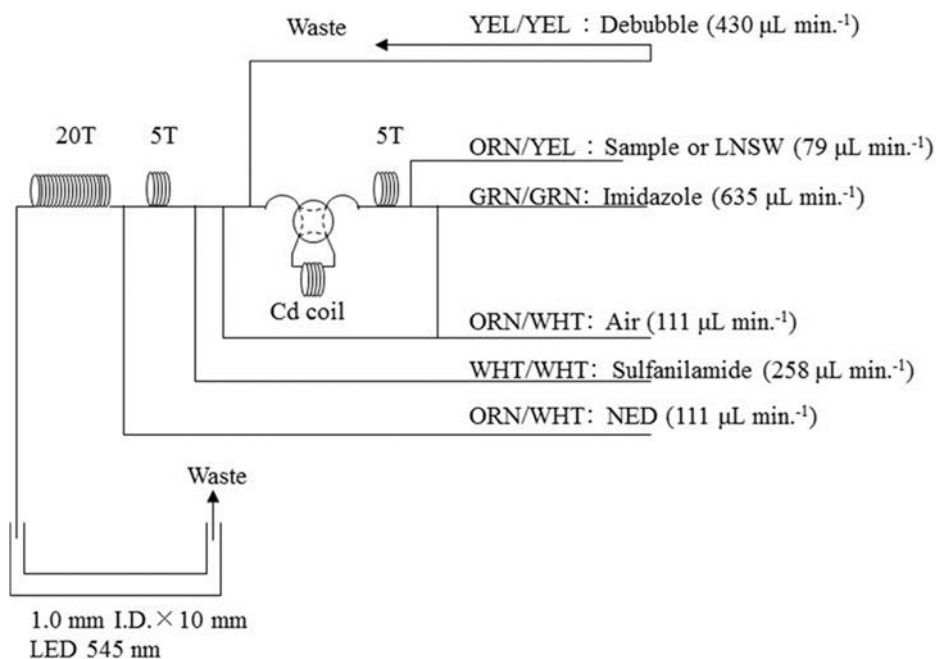 Waste
YEL/YEL : Debubble (430 μL min.⁻¹)
20T
5T
5T
ORN/YEL : Sample or LNSW (79 μL min.⁻¹)
GRN/GRN: Imidazole (635 μL min.⁻¹)
Cd coil
ORN/WHT: Air (111 μL min.⁻¹)
WHT/WHT: Sulfanilamide (258 μL min.⁻¹)
ORN/WHT: NED (111 μL min.⁻¹)
Waste
1.0 mm I.D.×10 mm
LED 545 nm